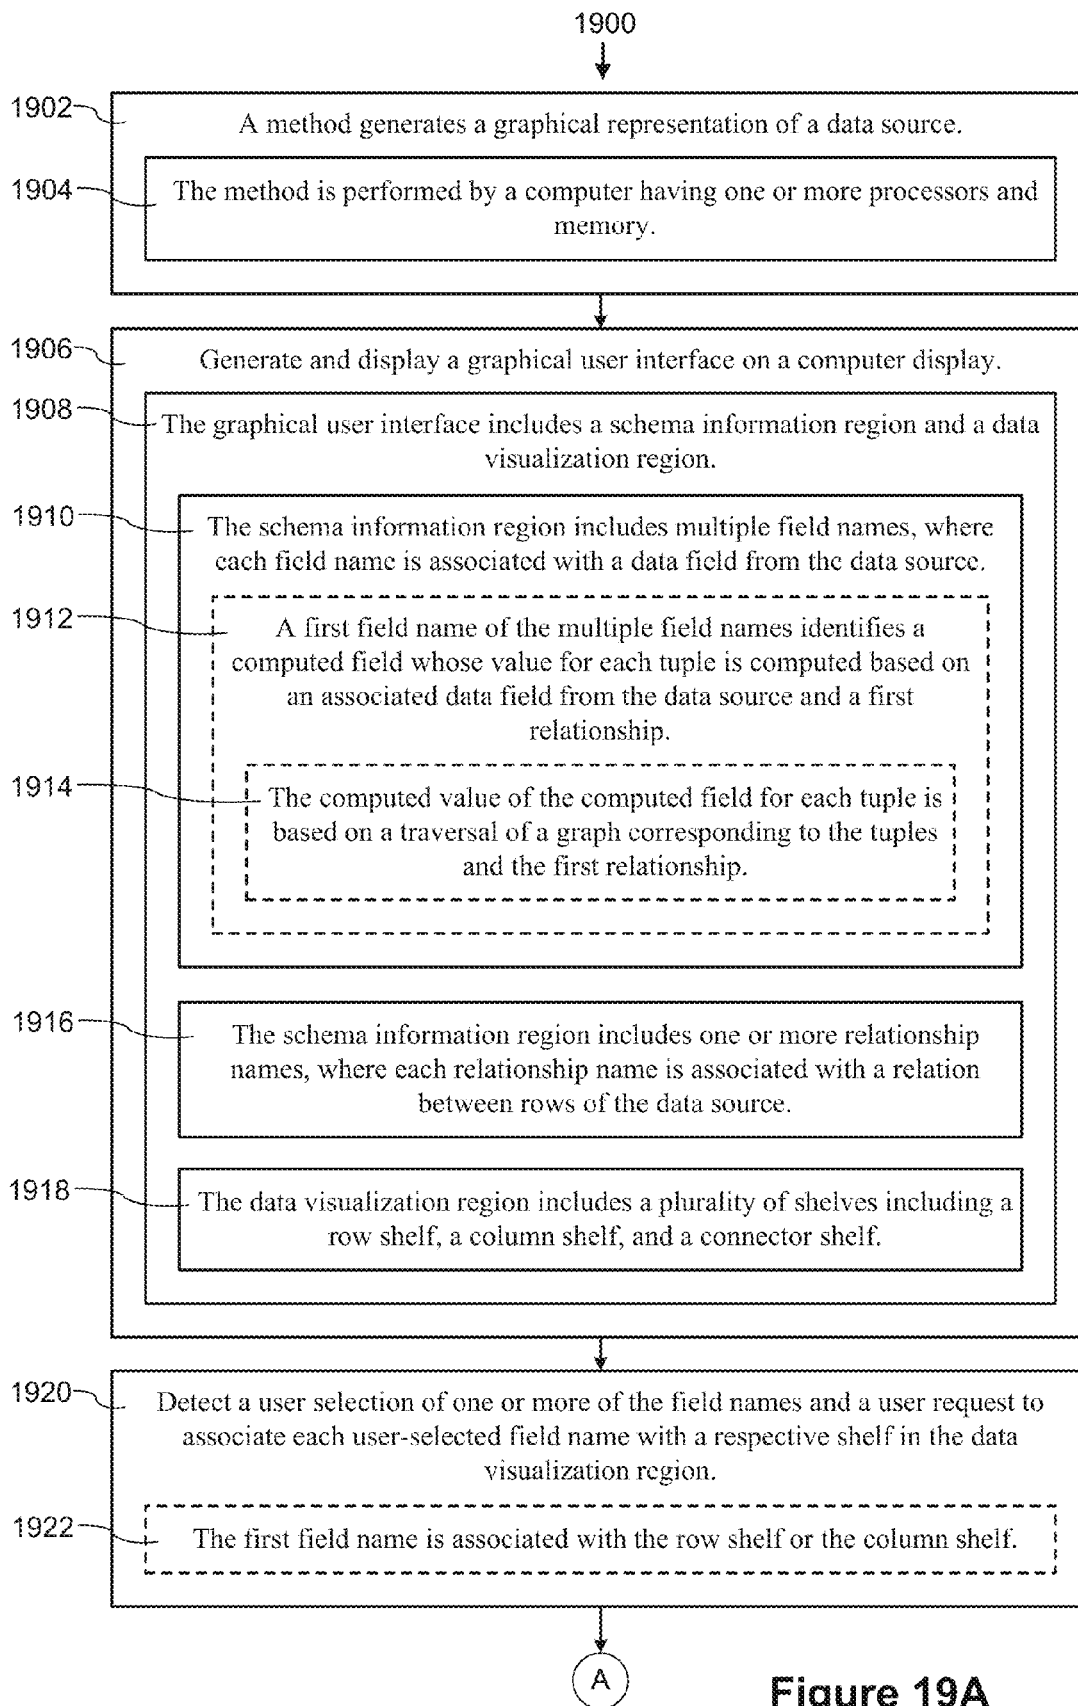 1900
1902
A method generates a graphical representation of a data source.
1904
The method is performed by a computer having one or more processors and
memory.
1906
Generate and display a graphical user interface on a computer display.
1908
The graphical user interface includes a schema information region and a data
visualization region.
1910
The schema information region includes multiple field names, where
each field name is associated with a data field from the data source.
1912
A first field name of the multiple field names identifies a
computed field whose value for each tuple is computed based on
an associated data field from the data source and a first
relationship.
1914
The computed value of the computed field for each tuple is
based on a traversal of a graph corresponding to the tuples
and the first relationship.
1916
The schema information region includes one or more relationship
names, where each relationship name is associated with a relation
between rows of the data source.
1918
The data visualization region includes a plurality of shelves including a
row shelf, a column shelf, and a connector shelf.
1920
Detect a user selection of one or more of the field names and a user request to
associate each user-selected field name with a respective shelf in the data
visualization region.
1922
The first field name is associated with the row shelf or the column shelf.
A
Figure 19A